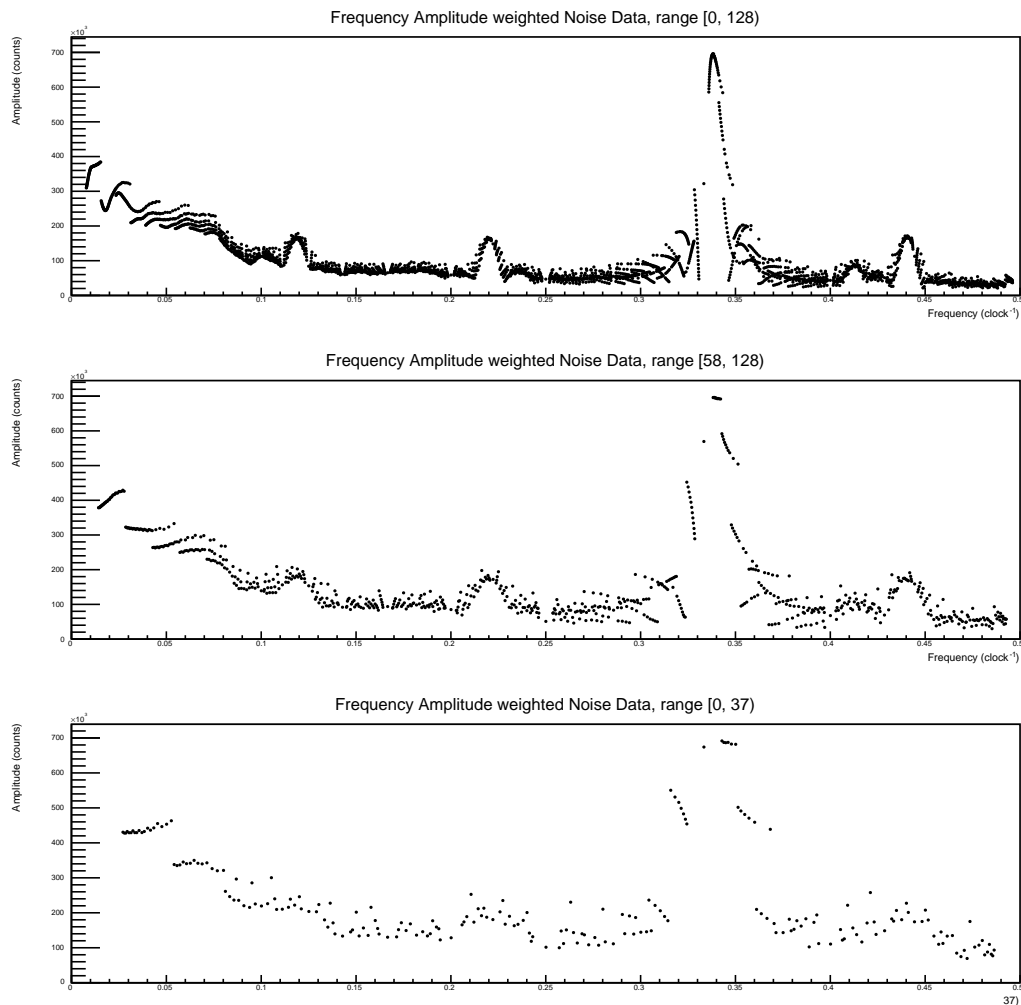 Frequency Amplitude weighted Noise Data, range [0, 128)
×10³
Amplitude (counts)
700
600
500
400
300
200
100
0
0 0.05 0.1 0.15 0.2 0.25 0.3 0.35 0.4 0.45 0.5
Frequency (clock⁻¹)
Frequency Amplitude weighted Noise Data, range [58, 128)
×10³
Amplitude (counts)
700
600
500
400
300
200
100
0
0 0.05 0.1 0.15 0.2 0.25 0.3 0.35 0.4 0.45 0.5
Frequency (clock⁻¹)
Frequency Amplitude weighted Noise Data, range [0, 37)
×10³
Amplitude (counts)
700
600
500
400
300
200
100
0
0 0.05 0.1 0.15 0.2 0.25 0.3 0.35 0.4 0.45
37